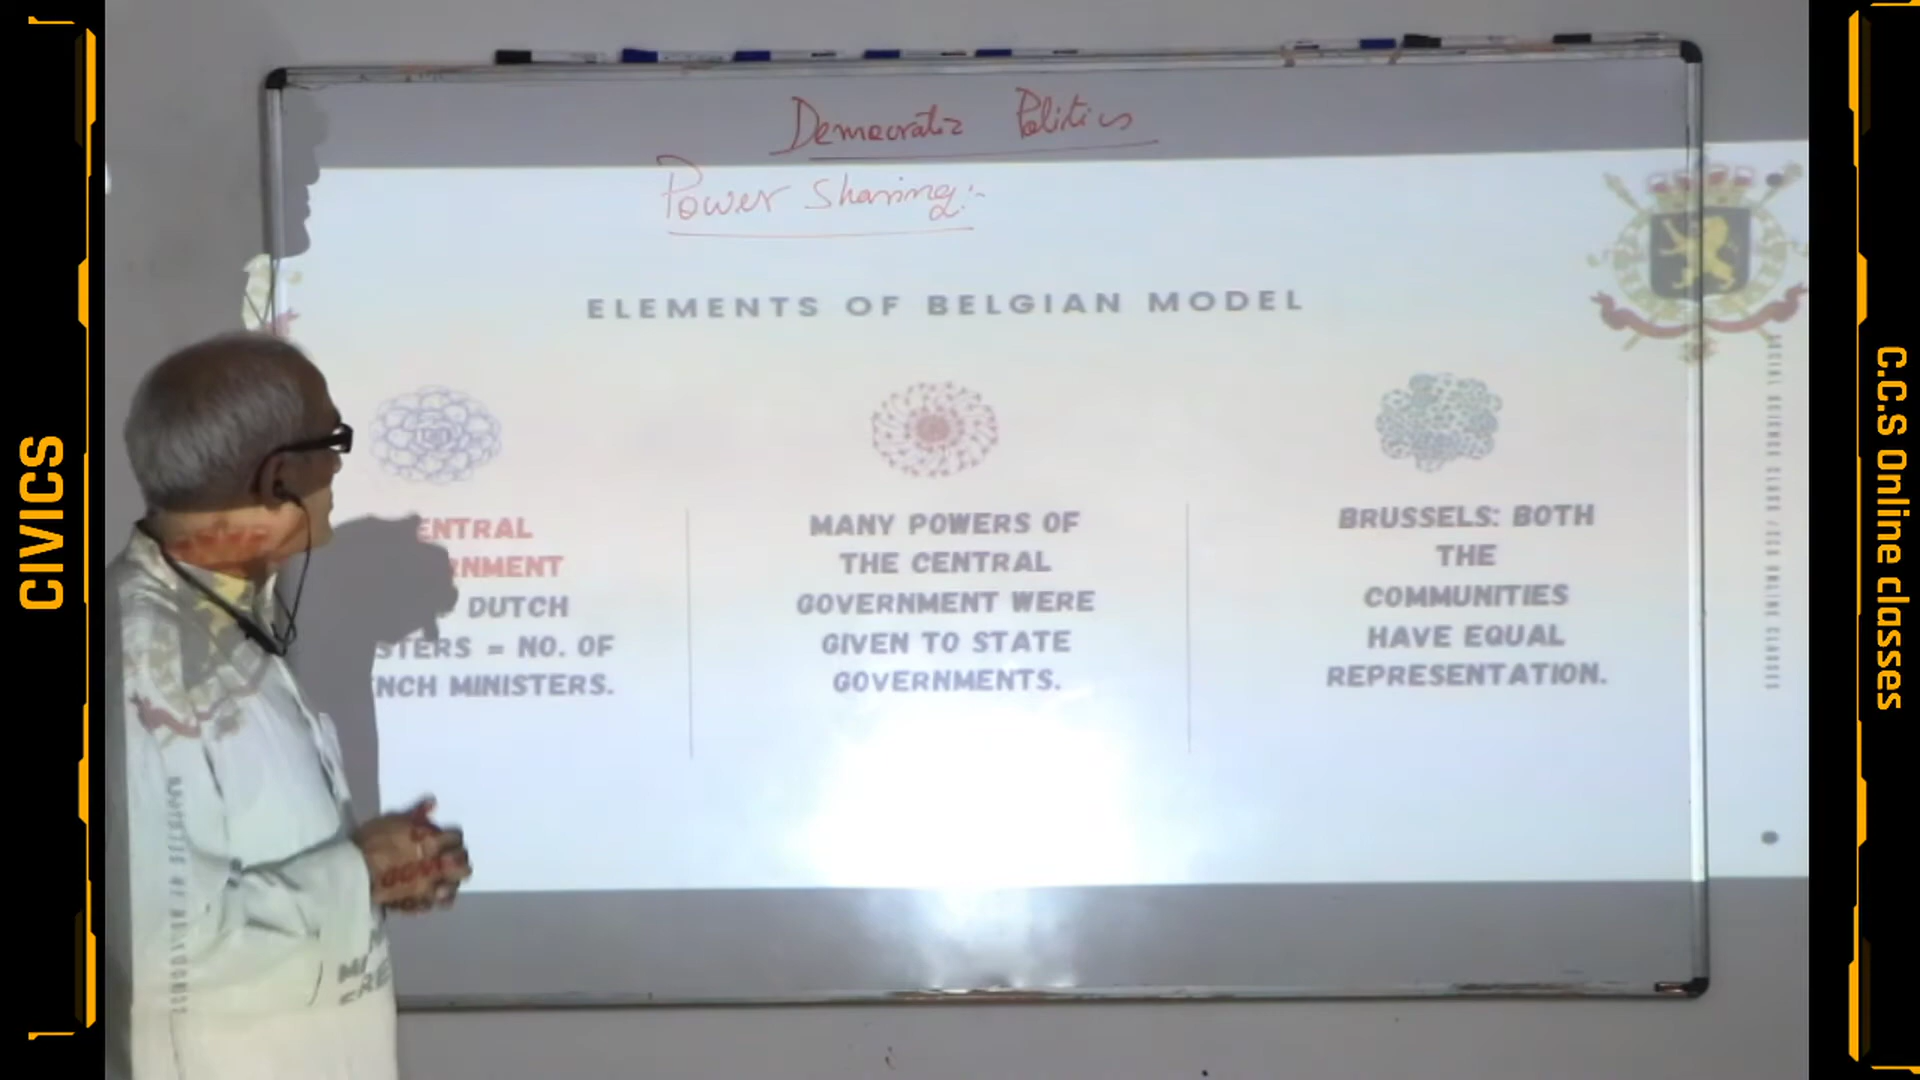 CIVICS
Democratic Politics
Power Sharing:-
ELEMENTS OF BELGIAN MODEL
ENTRAL
RNMENT
DUTCH
STERS = NO. OF
NCH MINISTERS.
MANY POWERS OF
THE CENTRAL
GOVERNMENT WERE
GIVEN TO STATE
GOVERNMENTS.
BRUSSELS: BOTH
THE
COMMUNITIES
HAVE EQUAL
REPRESENTATION.
C.C.S Online classes